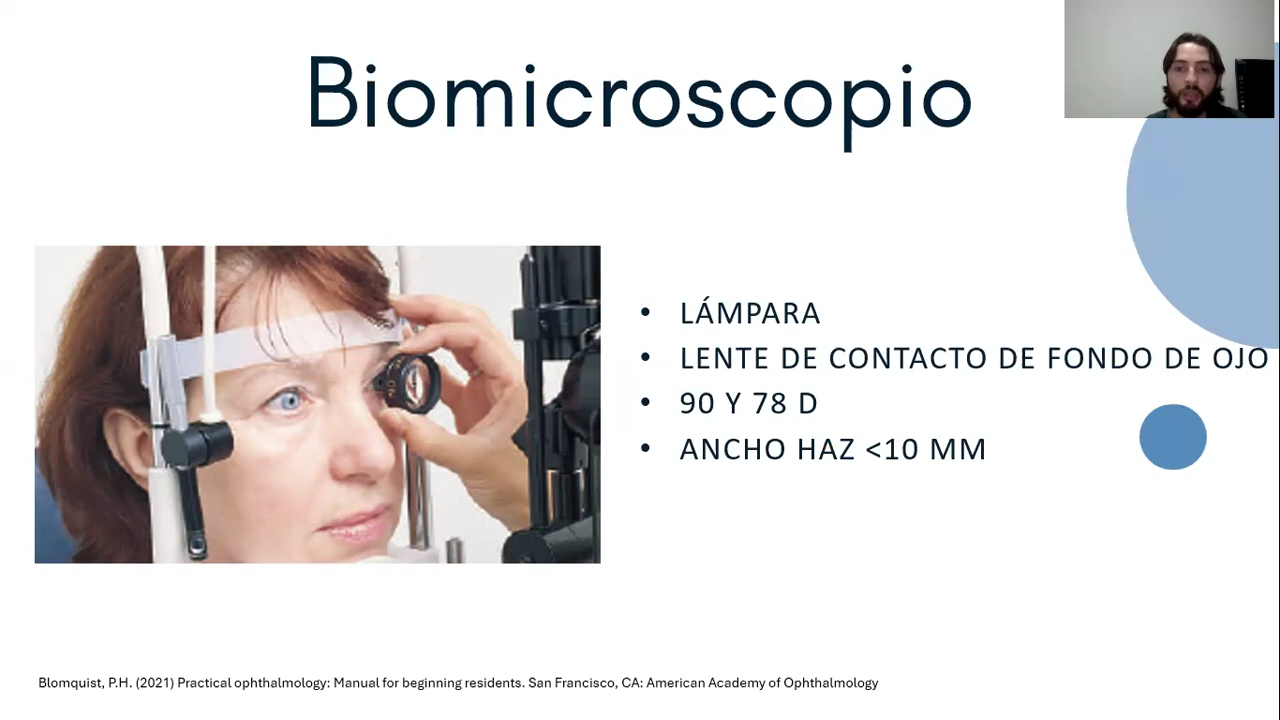 Biomicroscopio
• LÁMPARA
• LENTE DE CONTACTO DE FONDO DE OJO
• 90 Y 78 D
• ANCHO HAZ <10 MM
Blomquist, P.H. (2021) Practical ophthalmology: Manual for beginning residents. San Francisco, CA: American Academy of Ophthalmology